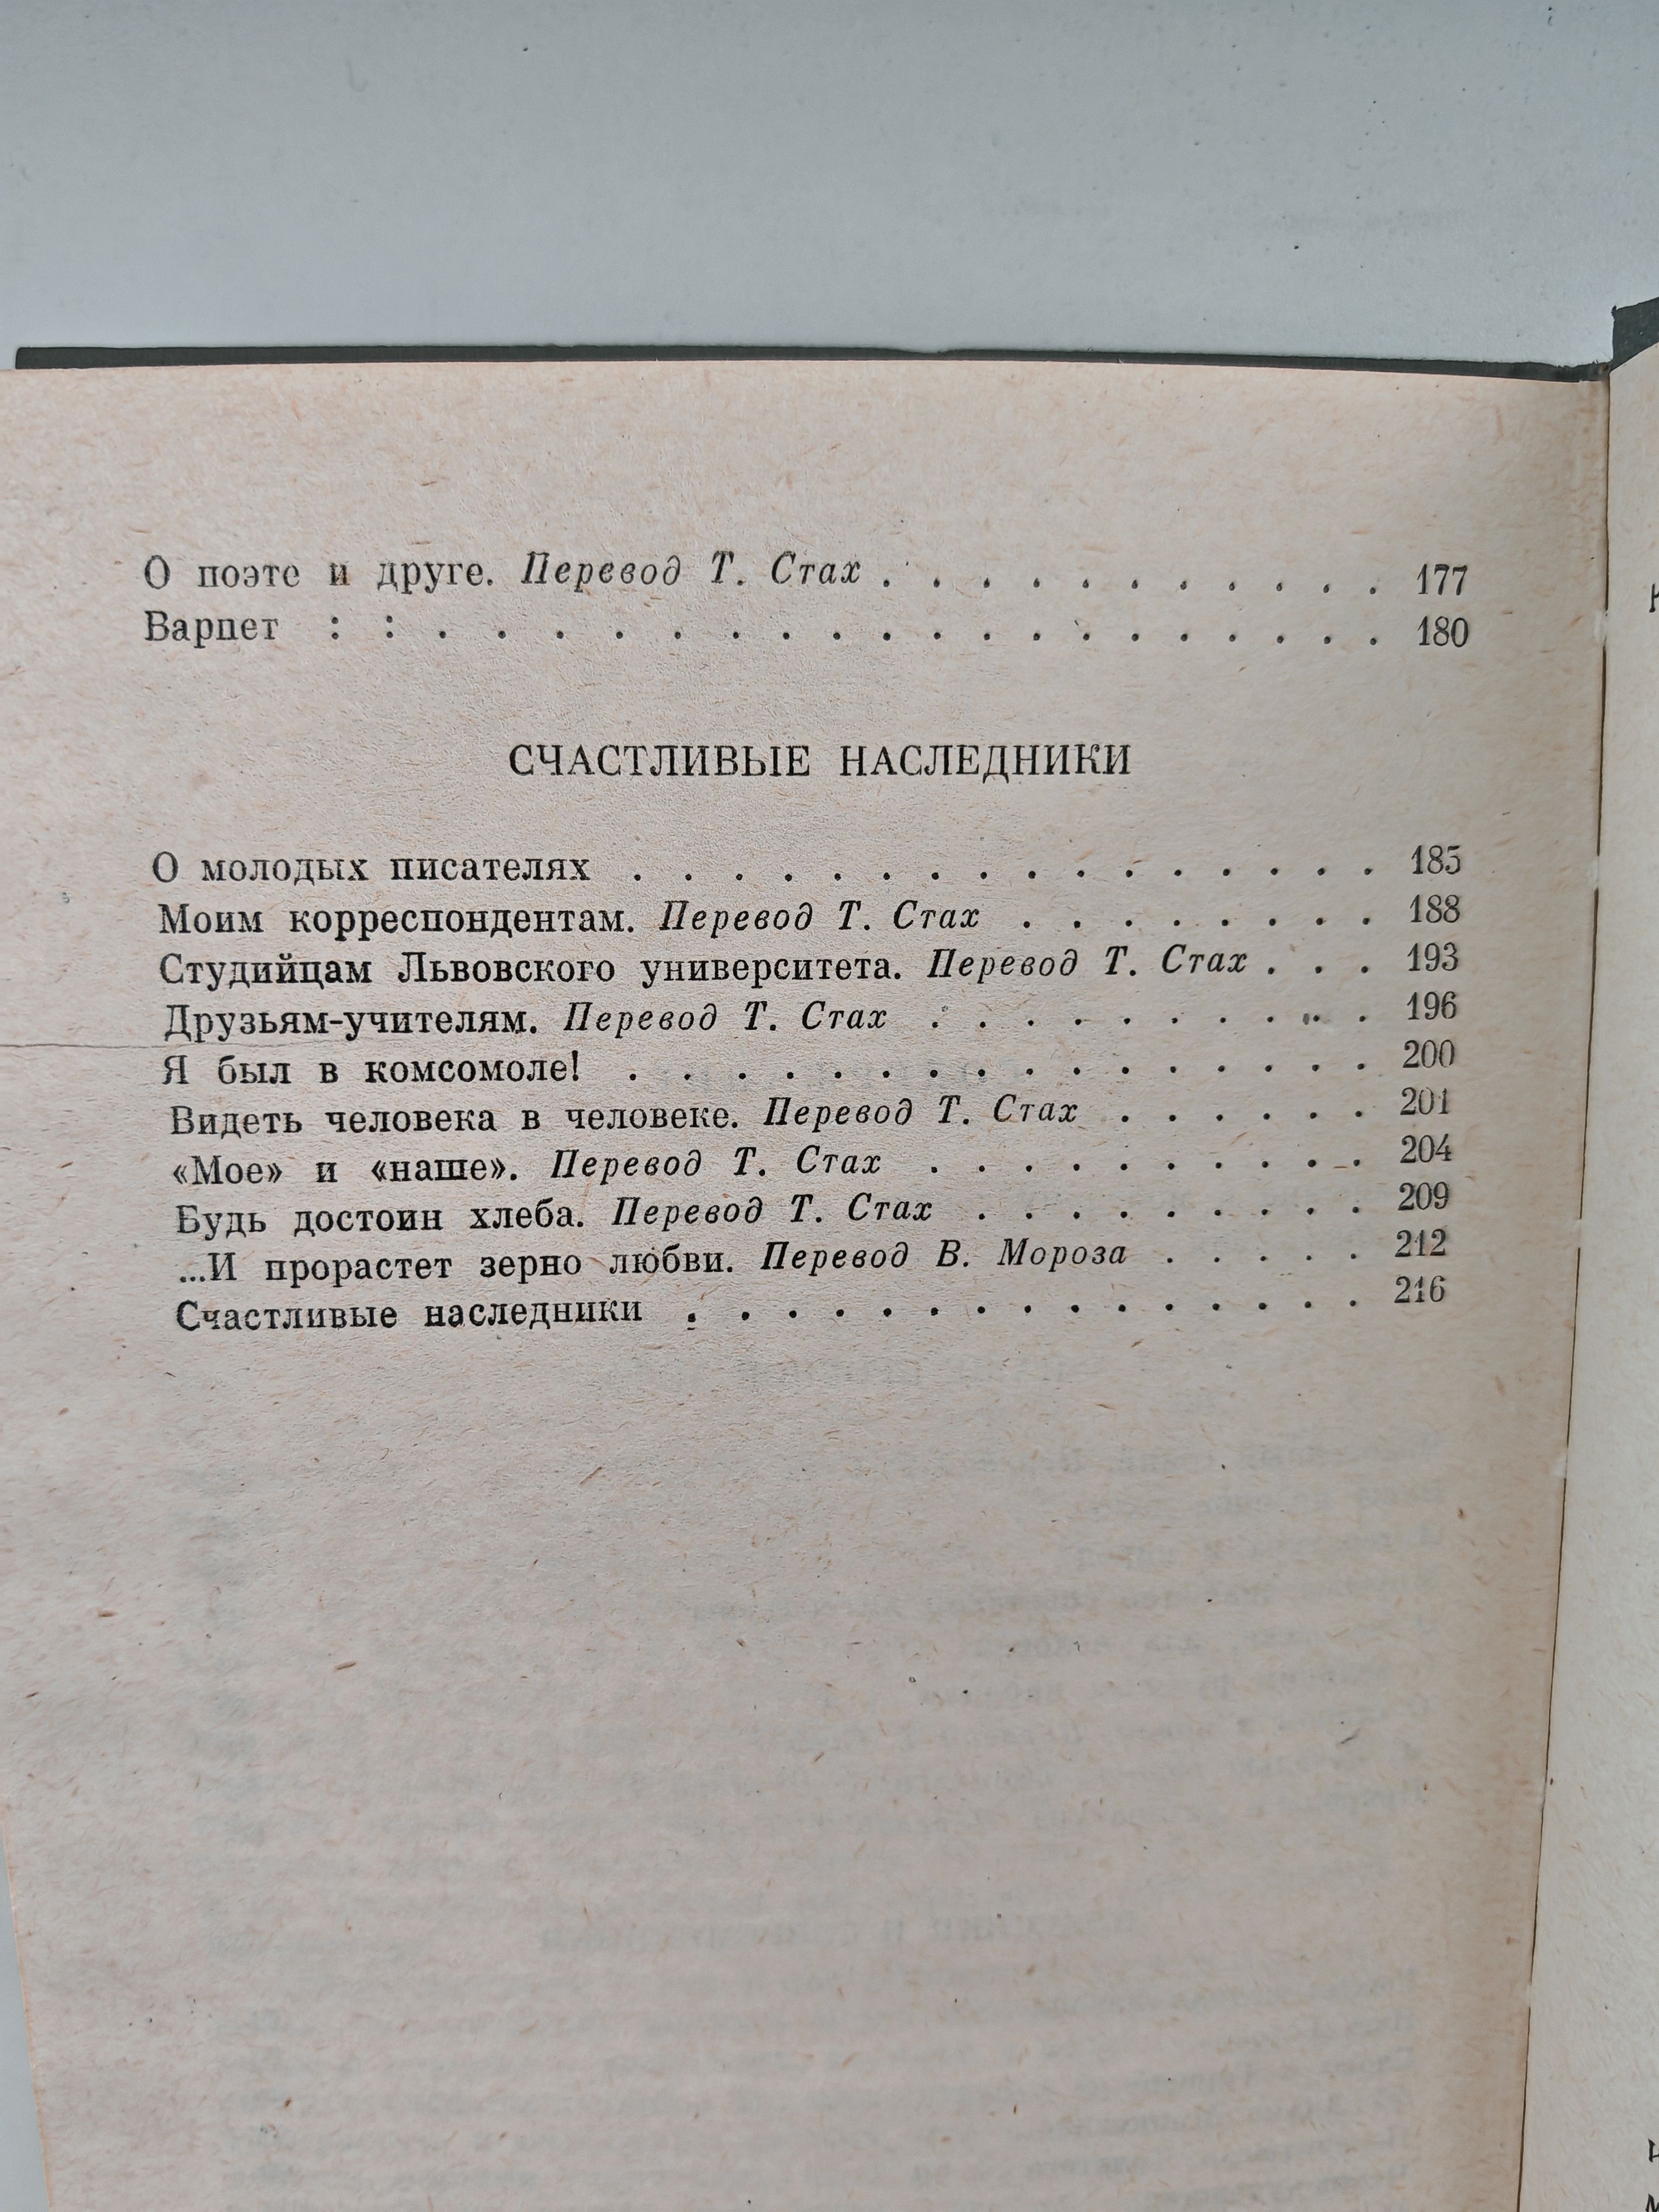 О поэте и друге. Перевод Т. Стах . . . . . . . . . . . 177
Варпет : : . . . . . . . . . . . . . . . . . 180
СЧАСТЛИВЫЕ НАСЛЕДНИКИ
О молодых писателях . . . . . . . . . . . . . . . 185
Моим корреспондентам. Перевод Т. Стах . . . . . . . . 188
Студийцам Львовского университета. Перевод Т. Стах . . . 193
Друзьям-учителям. Перевод Т. Стах . . . . . . . . . 196
Я был в комсомоле! . . . . . . . . . . . . . . . 200
Видеть человека в человеке. Перевод Т. Стах . . . . . . 201
«Мое» и «наше». Перевод Т. Стах . . . . . . . . . 204
Будь достоин хлеба. Перевод Т. Стах . . . . . . . . . 209
...И прорастет зерно любви. Перевод В. Мороза . . . . . 212
Счастливые наследники . . . . . . . . . . . . . . . 216